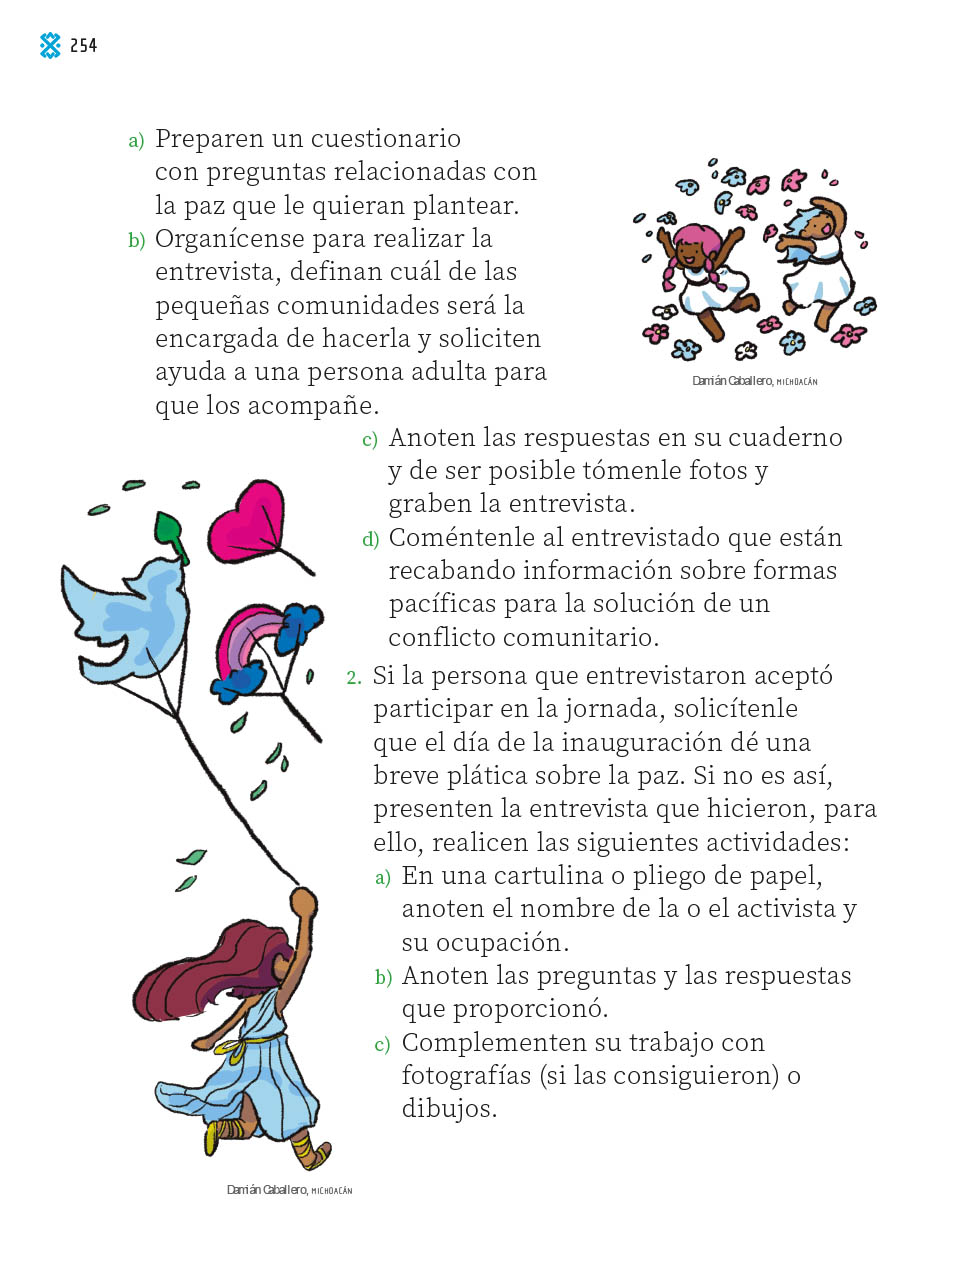 254
a) Preparen un cuestionario
con preguntas relacionadas con
la paz que le quieran plantear.
b) Organícense para realizar la
entrevista, definan cuál de las
pequeñas comunidades será la
encargada de hacerla y soliciten
ayuda a una persona adulta para
que los acompañe.
Damián Caballero, MICHOACÁN
c) Anoten las respuestas en su cuaderno
y de ser posible tómenle fotos y
graben la entrevista.
d) Coméntenle al entrevistado que están
recabando información sobre formas
pacíficas para la solución de un
conflicto comunitario.
2. Si la persona que entrevistaron aceptó
participar en la jornada, solicítenle
que el día de la inauguración dé una
breve plática sobre la paz. Si no es así,
presenten la entrevista que hicieron, para
ello, realicen las siguientes actividades:
a) En una cartulina o pliego de papel,
anoten el nombre de la o el activista y
su ocupación.
b) Anoten las preguntas y las respuestas
que proporcionó.
c) Complementen su trabajo con
fotografías (si las consiguieron) o
dibujos.
Damián Caballero, MICHOACÁN